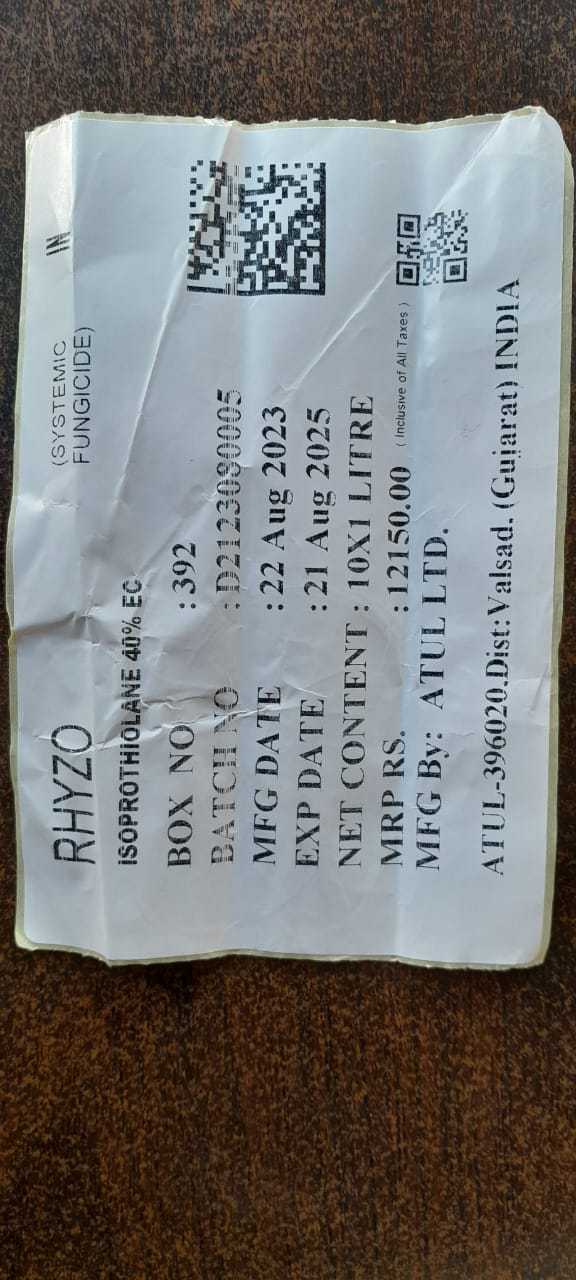 RHYZO (SYSTEMIC FUNGICIDE) IN
ISOPROTHIOLANE 40% EC
BOX NO : 392
BATCH NO : D2123080005
MFG DATE : 22 Aug 2023
EXP DATE : 21 Aug 2025
NET CONTENT : 10X1 LITRE
MRP RS. : 12150.00 ( Inclusive of All Taxes )
MFG By: ATUL LTD.
ATUL-396020.Dist:Valsad. (Gujarat) INDIA